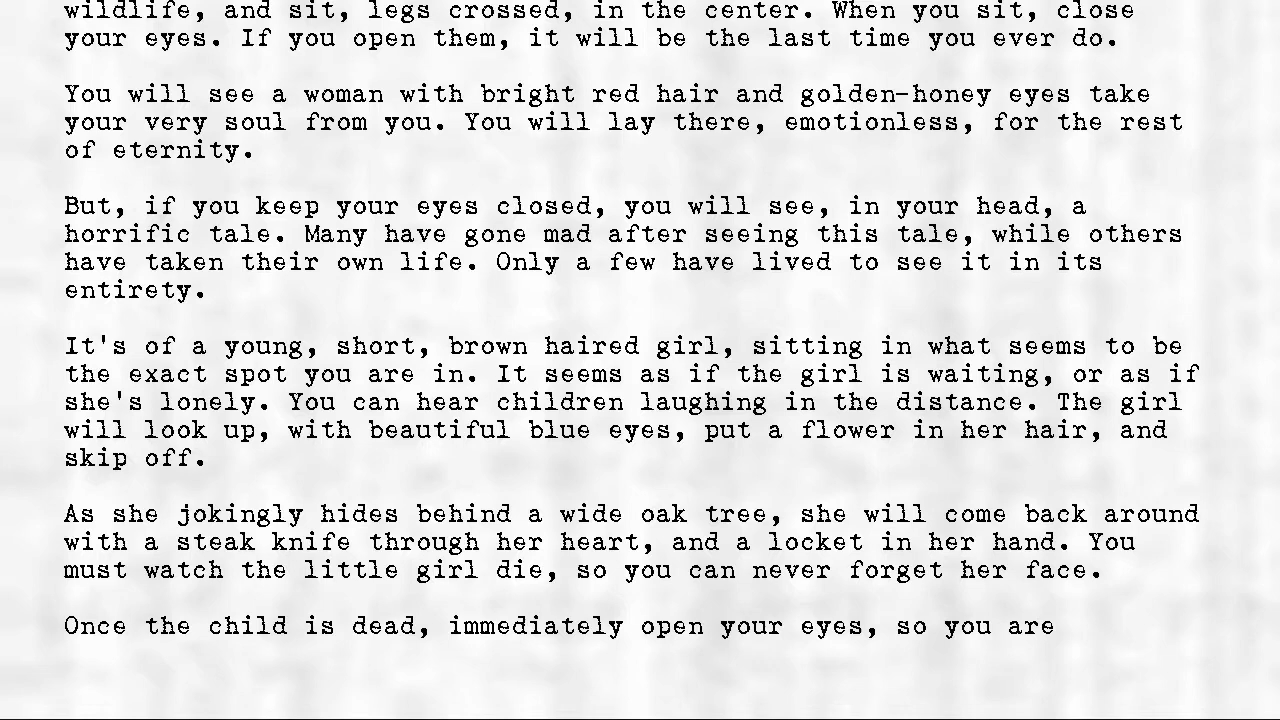 wildlife, and sit, legs crossed, in the center. When you sit, close
your eyes. If you open them, it will be the last time you ever do.
You will see a woman with bright red hair and golden-honey eyes take
your very soul from you. You will lay there, emotionless, for the rest
of eternity.
But, if you keep your eyes closed, you will see, in your head, a
horrific tale. Many have gone mad after seeing this tale, while others
have taken their own life. Only a few have lived to see it in its
entirety.
It's of a young, short, brown haired girl, sitting in what seems to be
the exact spot you are in. It seems as if the girl is waiting, or as if
she's lonely. You can hear children laughing in the distance. The girl
will look up, with beautiful blue eyes, put a flower in her hair, and
skip off.
As she jokingly hides behind a wide oak tree, she will come back around
with a steak knife through her heart, and a locket in her hand. You
must watch the little girl die, so you can never forget her face.
Once the child is dead, immediately open your eyes, so you are